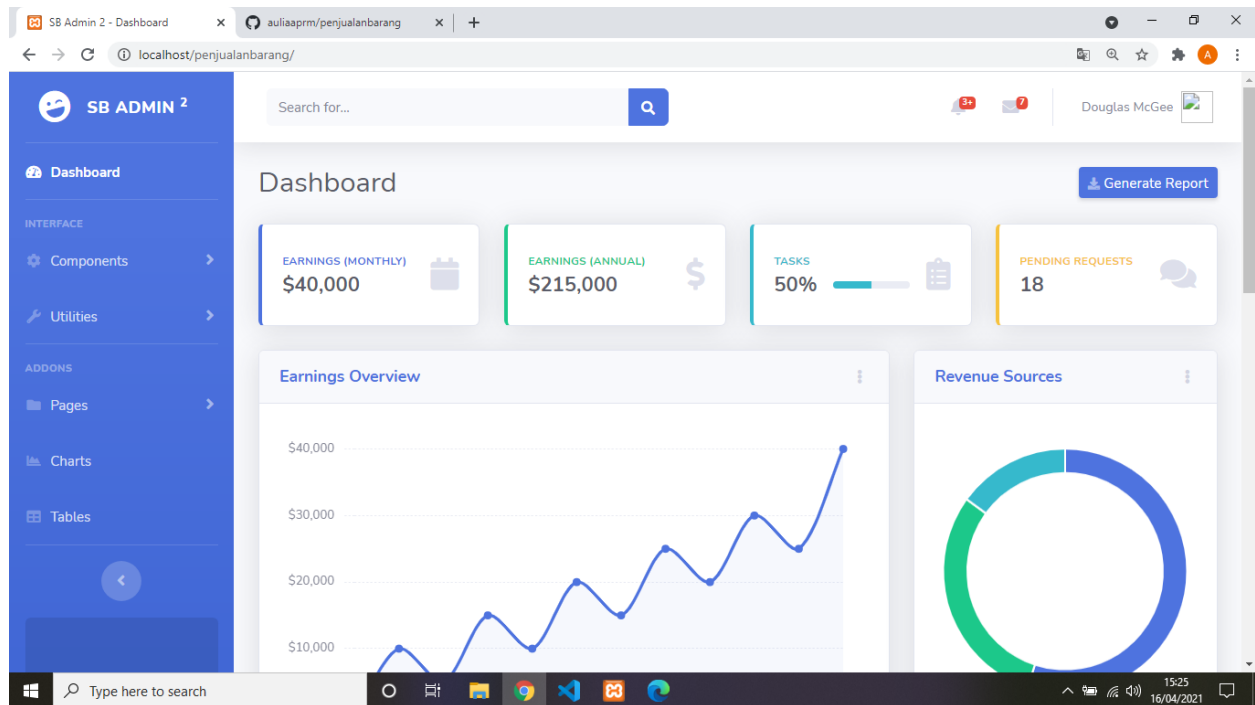 SB Admin 2 - Dashboard
auliaaprm/penjualanbarang
localhost/penjualanbarang/
A
SB ADMIN 2
Search for...
3+
7
Douglas McGee
Dashboard
INTERFACE
Components
Utilities
ADDONS
Pages
Charts
Tables
Dashboard
Generate Report
EARNINGS (MONTHLY)
$40,000
EARNINGS (ANNUAL)
$215,000
TASKS
50%
PENDING REQUESTS
18
Earnings Overview
$40,000
$30,000
$20,000
$10,000
Revenue Sources
Type here to search
15:25
16/04/2021